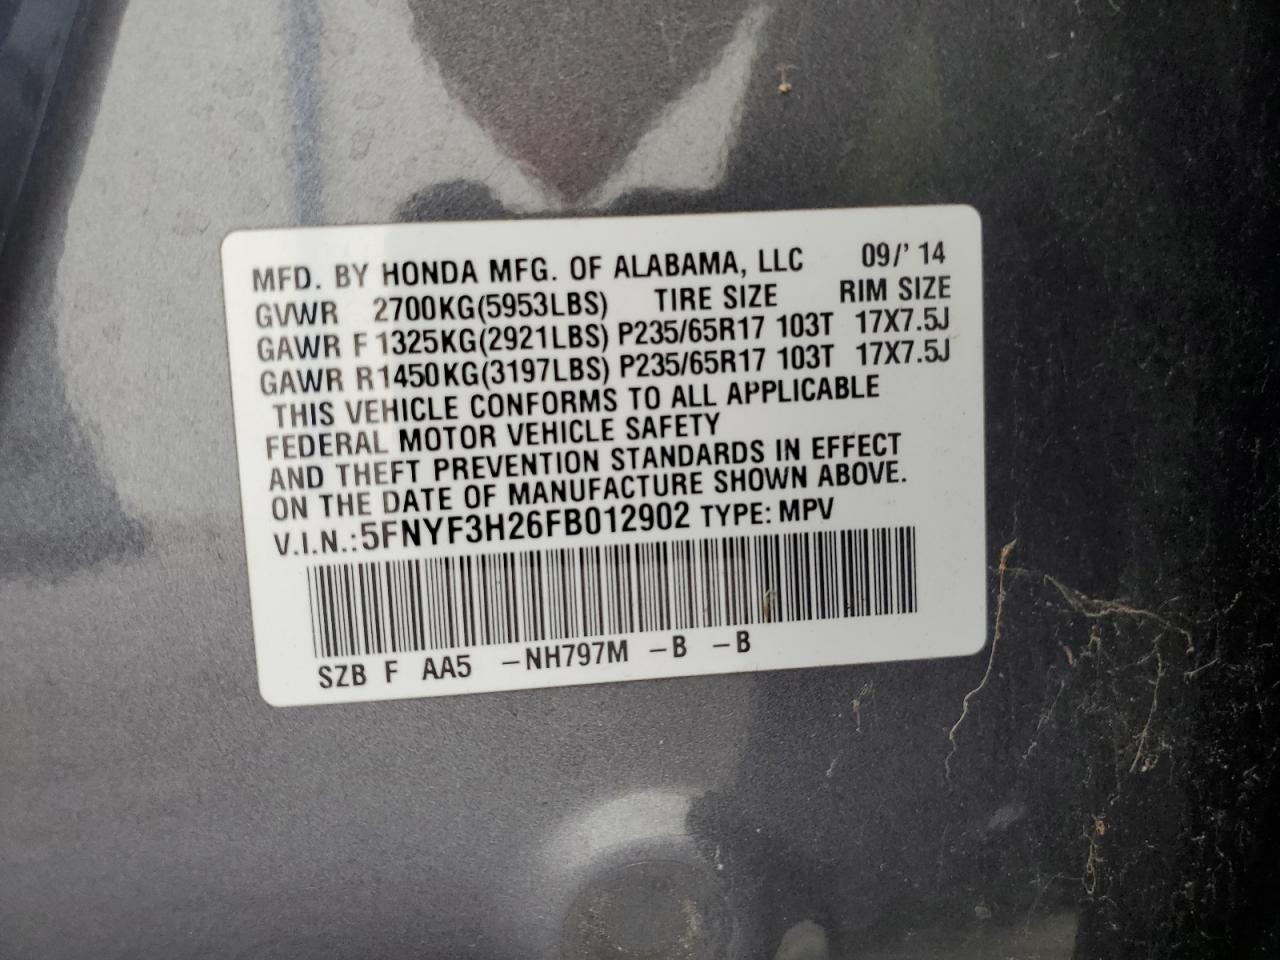 MFD. BY HONDA MFG. OF ALABAMA, LLC 09/' 14
GVWR 2700KG(5953LBS) TIRE SIZE RIM SIZE
GAWR F 1325KG(2921LBS) P235/65R17 103T 17X7.5J
GAWR R1450KG(3197LBS) P235/65R17 103T 17X7.5J
THIS VEHICLE CONFORMS TO ALL APPLICABLE
FEDERAL MOTOR VEHICLE SAFETY
AND THEFT PREVENTION STANDARDS IN EFFECT
ON THE DATE OF MANUFACTURE SHOWN ABOVE.
V.I.N.:5FNYF3H26FB012902 TYPE: MPV
SZB F AA5 –NH797M –B –B